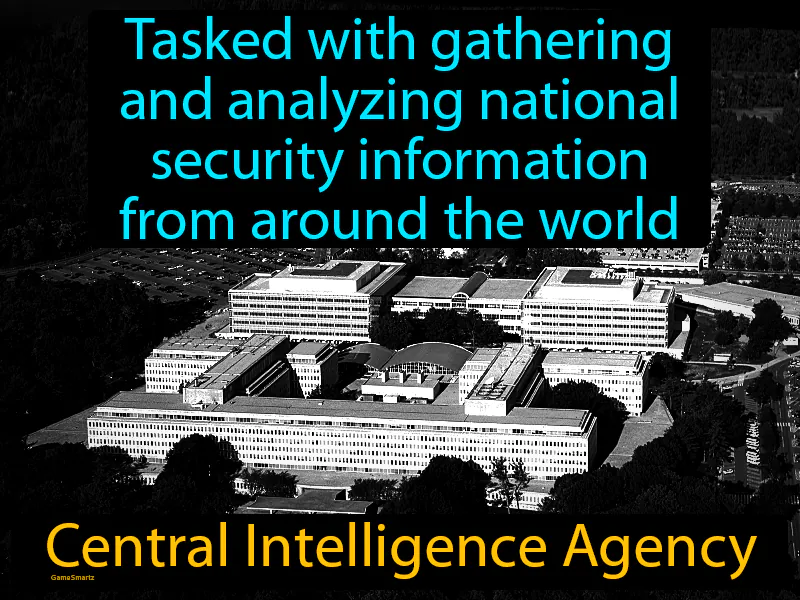 Tasked with gathering
and analyzing national
security information
from around the world
Central Intelligence Agency
GameSmartz